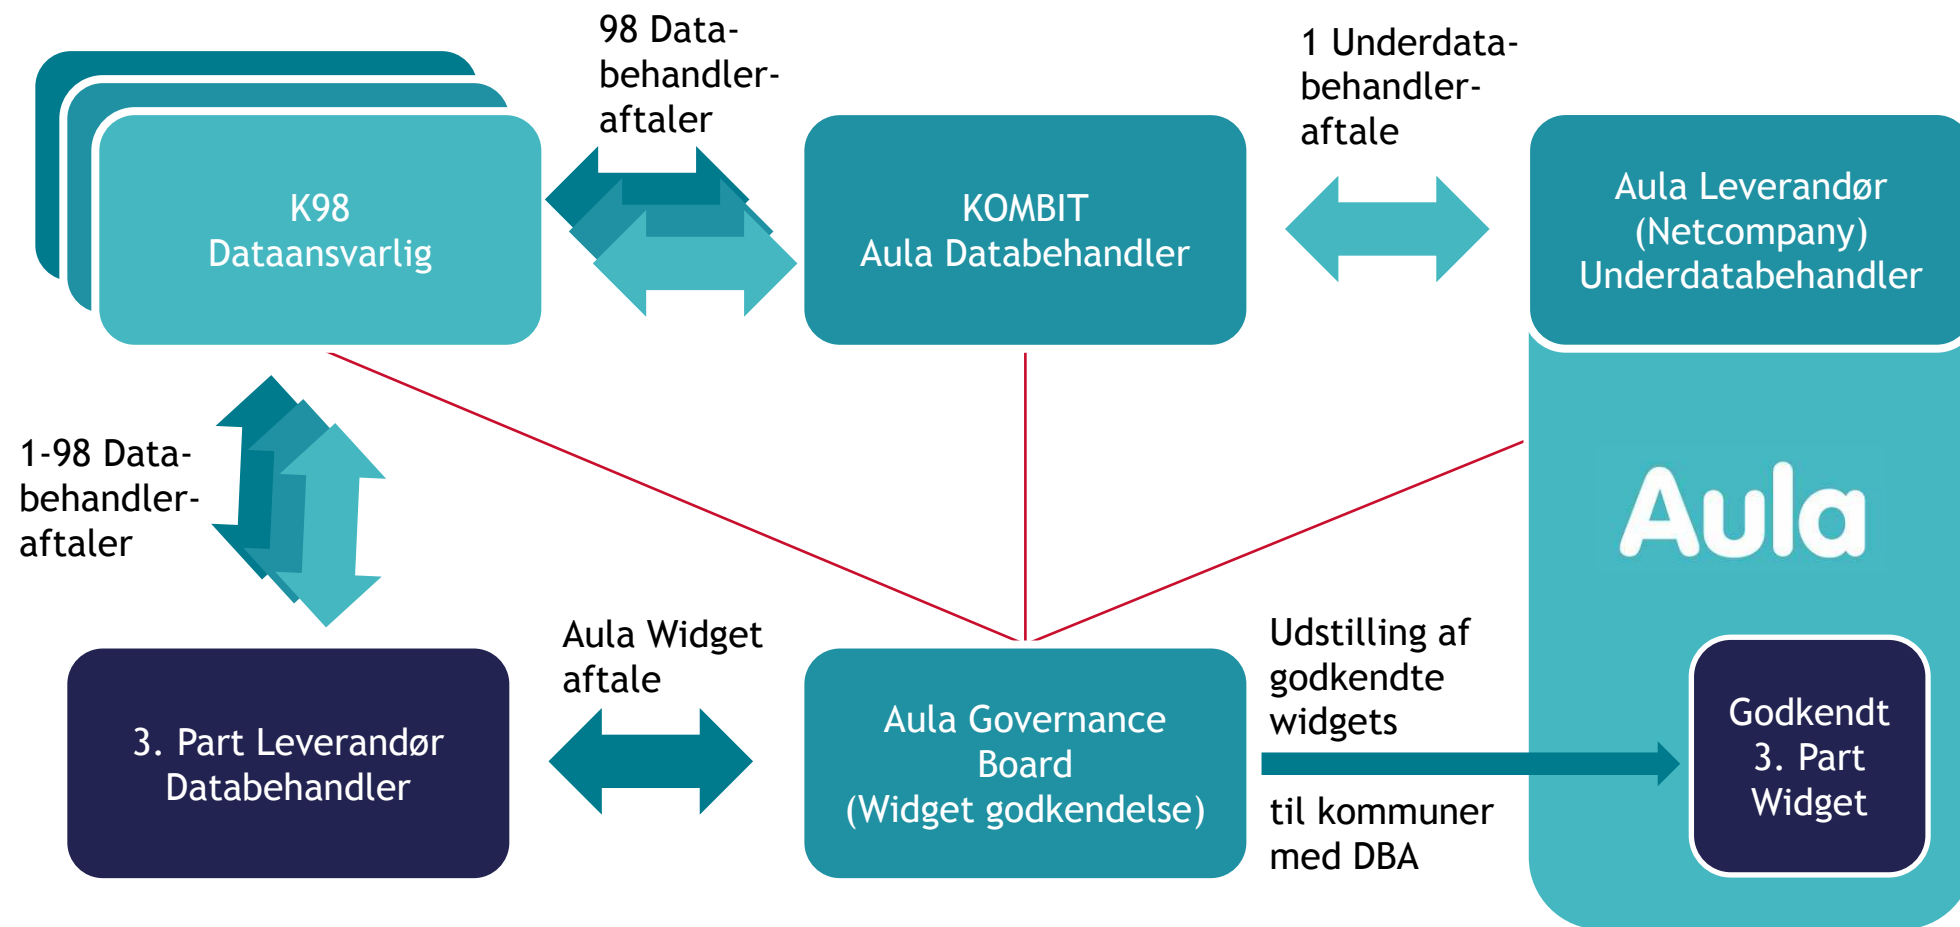 98 Data-
behandler-
aftaler
1 Underdata-
behandler-
aftale
K98
Dataansvarlig
KOMBIT
Aula Databehandler
Aula Leverandør
(Netcompany)
Underdatabehandler
1-98 Data-
behandler-
aftaler
Aula
Aula Widget
aftale
Udstilling af
godkendte
widgets
til kommuner
med DBA
3. Part Leverandør
Databehandler
Aula Governance
Board
(Widget godkendelse)
Godkendt
3. Part
Widget